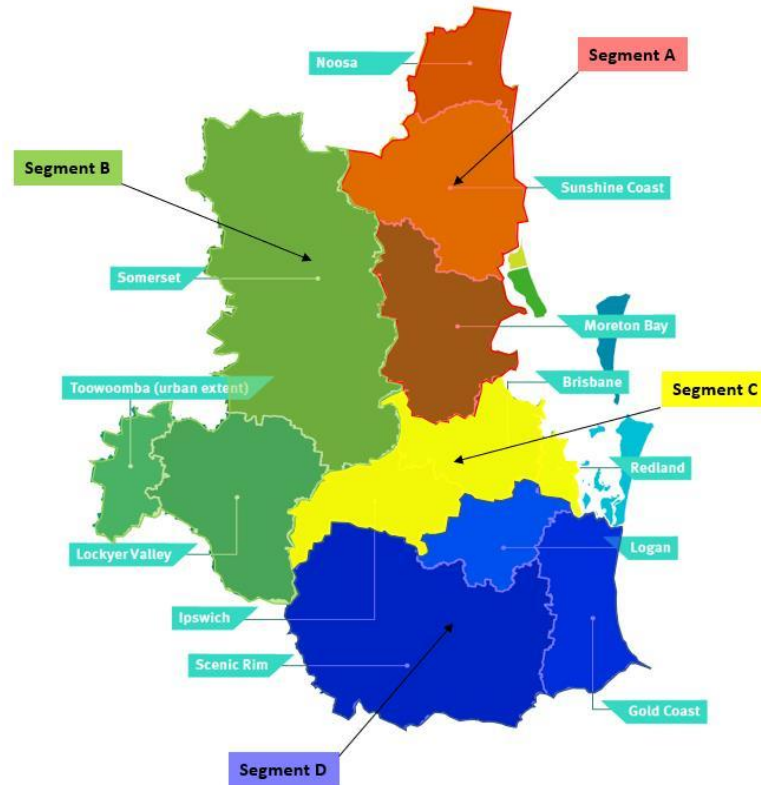 Noosa
Segment A
Segment B
Sunshine Coast
Somerset
Moreton Bay
Toowoomba (urban extent)
Brisbane
Segment C
Redland
Lockyer Valley
Logan
Ipswich
Scenic Rim
Gold Coast
Segment D